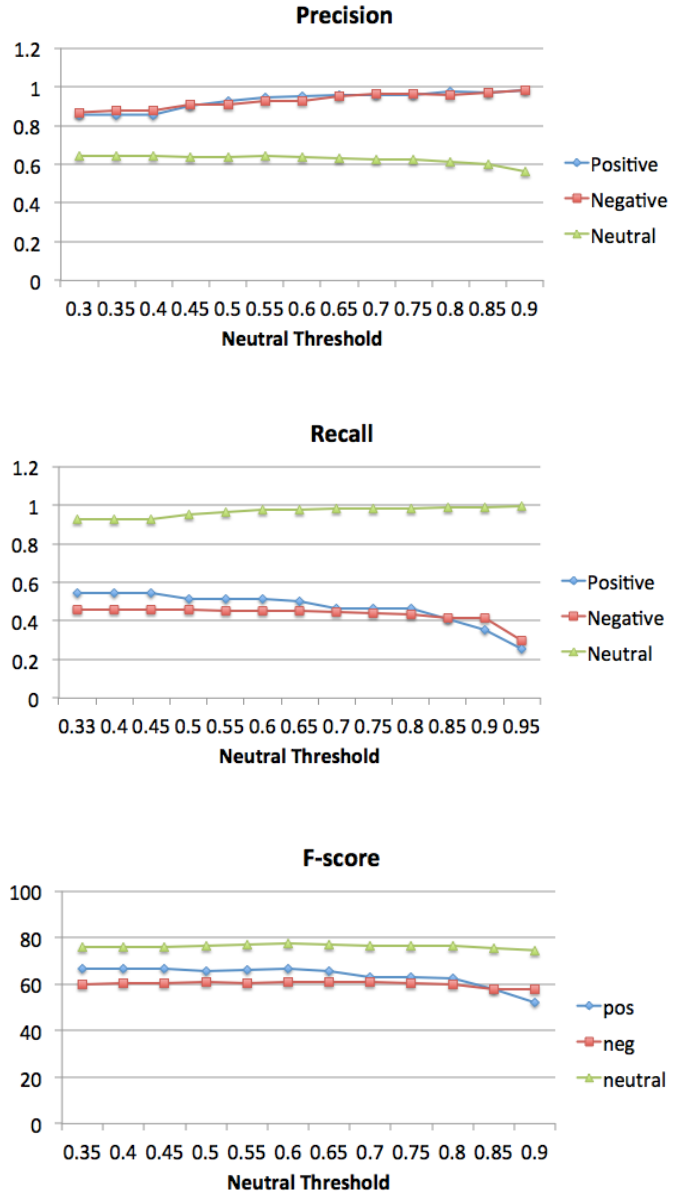 Precision
1.2
1
0.8
0.6
0.4
0.2
0
Positive
Negative
Neutral
0.3 0.35 0.4 0.45 0.5 0.55 0.6 0.65 0.7 0.75 0.8 0.85 0.9
Neutral Threshold
Recall
1.2
1
0.8
0.6
0.4
0.2
0
Positive
Negative
Neutral
0.33 0.4 0.45 0.5 0.55 0.6 0.65 0.7 0.75 0.8 0.85 0.9 0.95
Neutral Threshold
F-score
100
80
60
40
20
0
pos
neg
neutral
0.35 0.4 0.45 0.5 0.55 0.6 0.65 0.7 0.75 0.8 0.85 0.9
Neutral Threshold